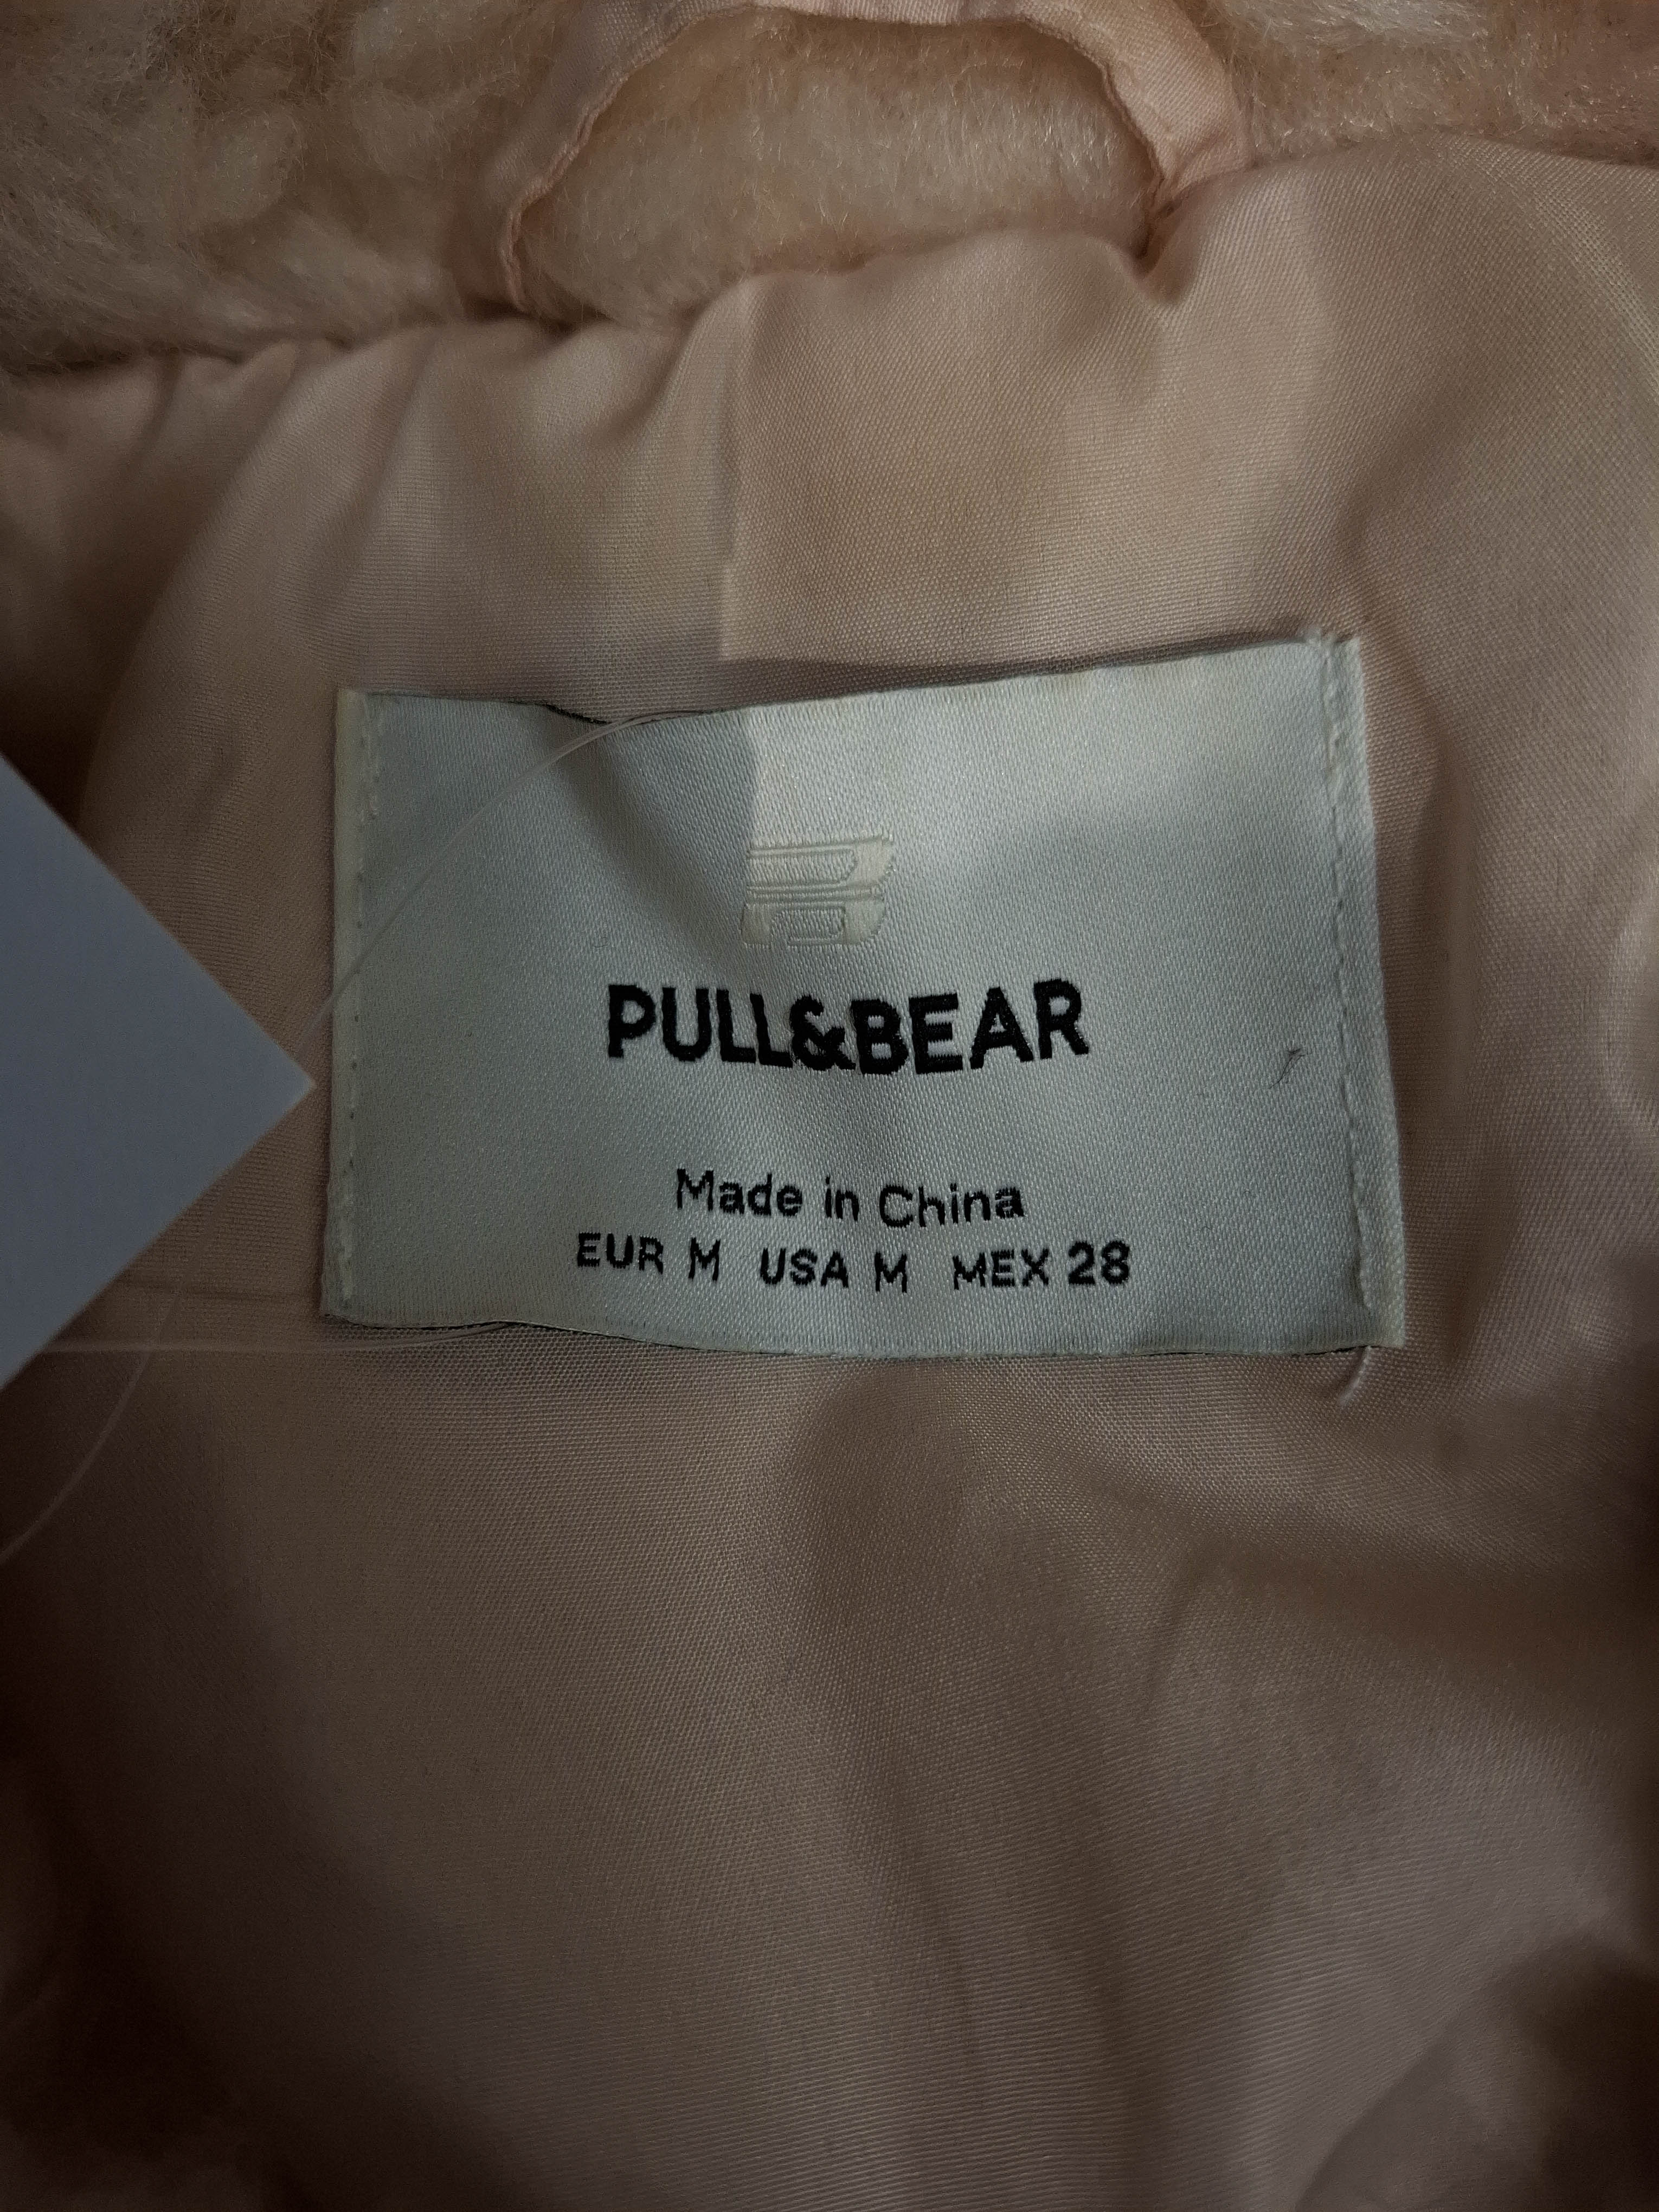 PULL&BEAR
Made in China
EUR M USA M MEX 28